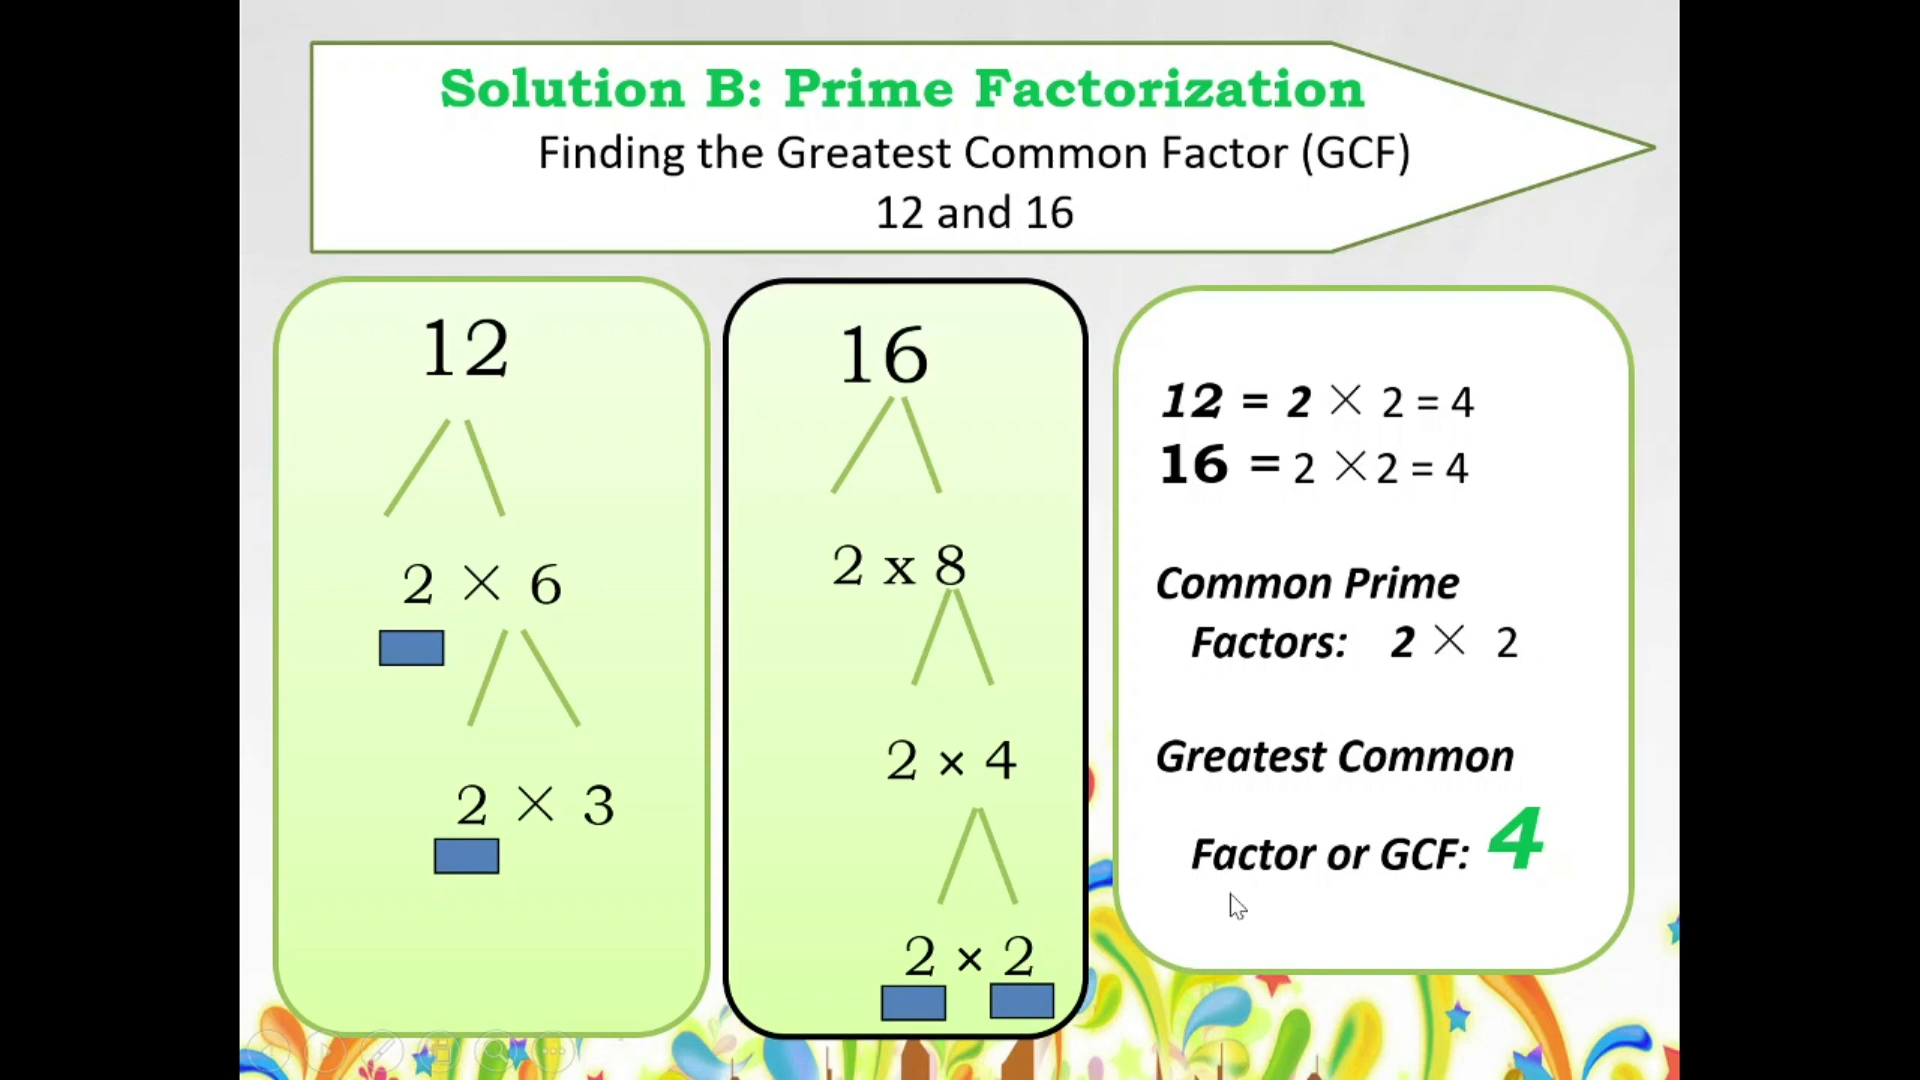 Solution B: Prime Factorization
Finding the Greatest Common Factor (GCF)
12 and 16
12
2 × 6
2 × 3
16
2 x 8
2 × 4
2 × 2
12 = 2 × 2 = 4
16 = 2 ×2 = 4
Common Prime
Factors: 2 × 2
Greatest Common
Factor or GCF: 4